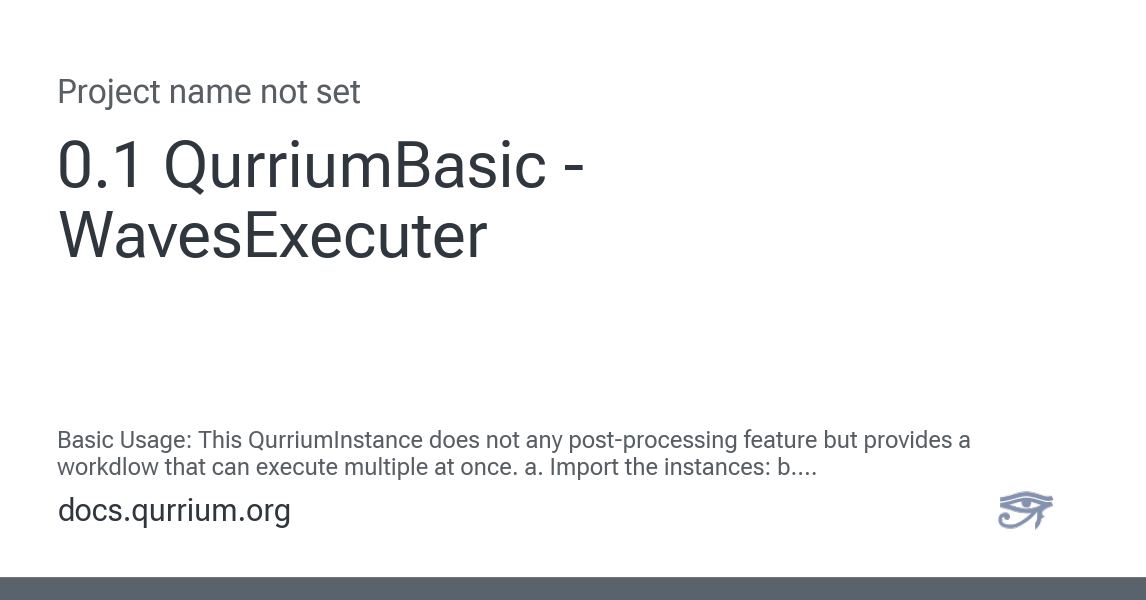 Project name not set
0.1 QurriumBasic -
WavesExecuter
Basic Usage: This QurriumInstance does not any post-processing feature but provides a
workdlow that can execute multiple at once. a. Import the instances: b....
docs.qurrium.org